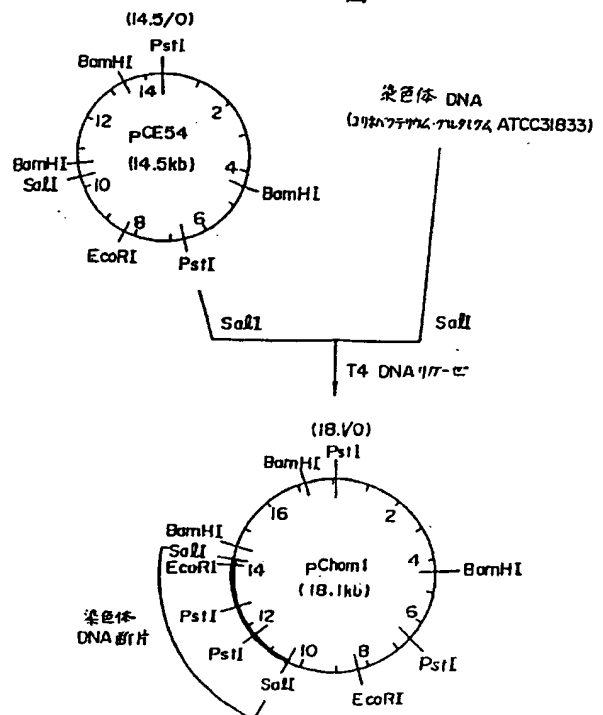 (14.5/0)
PstI
BamHI
14
2
12
pCE54
(14.5kb)
BamHI
SalI
10
4
BamHI
8
6
EcoRI
PstI
染色体 DNA
(コリネバクテリウム・グルタミクム ATCC31833)
SalI
SalI
T4 DNAリガーゼ
(18.1/0)
PstI
BamHI
16
2
BamHI
SalI
EcoRI
14
pChom1
(18.1kb)
4
BamHI
PstI
12
6
染色体
DNA断片
PstI
10
8
PstI
SalI
EcoRI